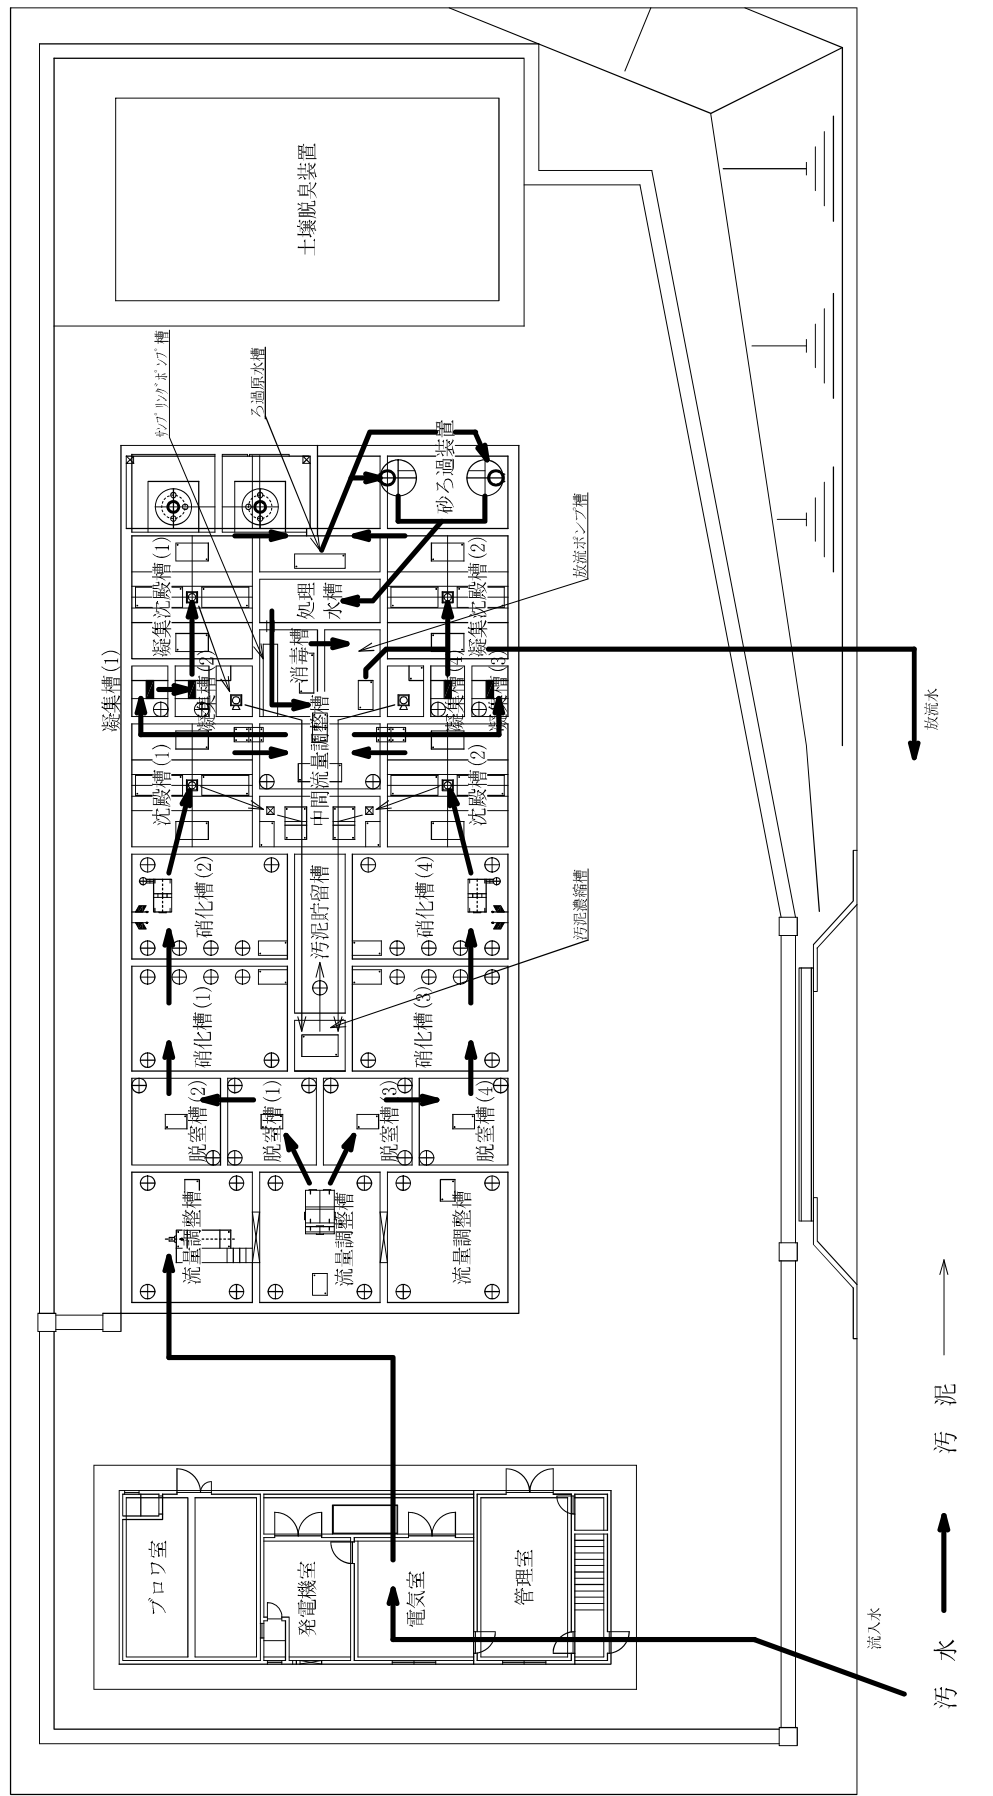 土壌脱臭装置
サンプリングポンプ槽
ろ過原水槽
砂ろ過装置
放流ポンプ槽
凝集沈殿槽(1)
処理
水槽
凝集沈殿槽(2)
消毒槽
凝集槽(1)
凝集槽(2)
凝集槽(4)
凝集槽(3)
放流水
沈殿槽(1)
中間流量調整槽
沈殿槽(2)
硝化槽(2)
汚泥貯留槽
硝化槽(4)
汚泥濃縮槽
硝化槽(1)
硝化槽(3)
脱窒槽(2)
脱窒槽(1)
脱窒槽(3)
脱窒槽(4)
流量調整槽
流量調整槽
流量調整槽
ブロワ室
発電機室
電気室
管理室
流入水
汚水
汚泥